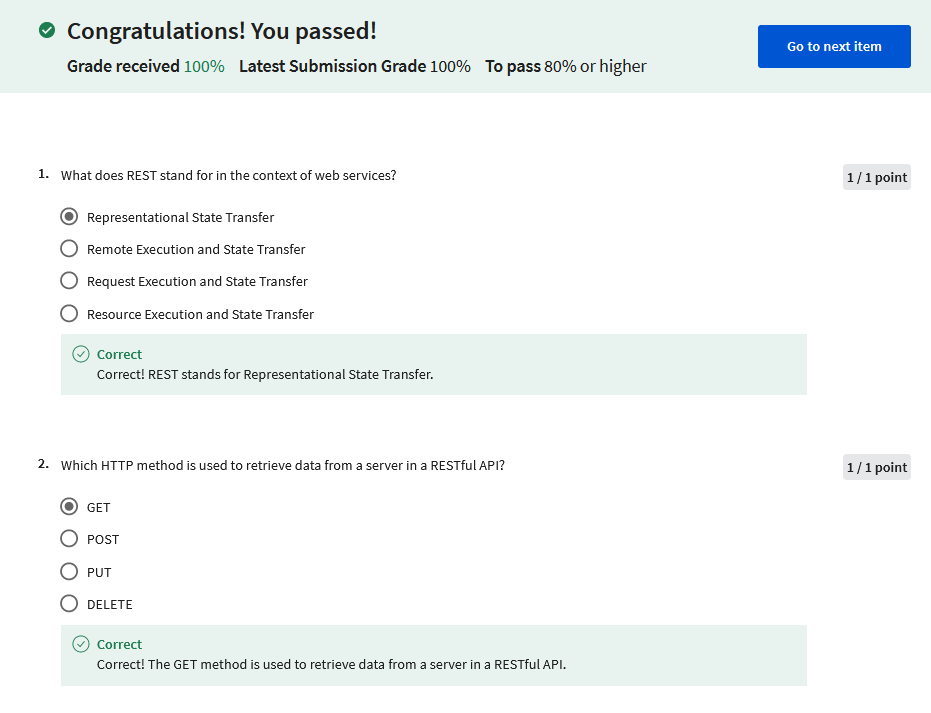 Congratulations! You passed!
Grade received 100% Latest Submission Grade 100% To pass 80% or higher
Go to next item
1. What does REST stand for in the context of web services?
1 / 1 point
Representational State Transfer
Remote Execution and State Transfer
Request Execution and State Transfer
Resource Execution and State Transfer
Correct
Correct! REST stands for Representational State Transfer.
2. Which HTTP method is used to retrieve data from a server in a RESTful API?
1 / 1 point
GET
POST
PUT
DELETE
Correct
Correct! The GET method is used to retrieve data from a server in a RESTful API.